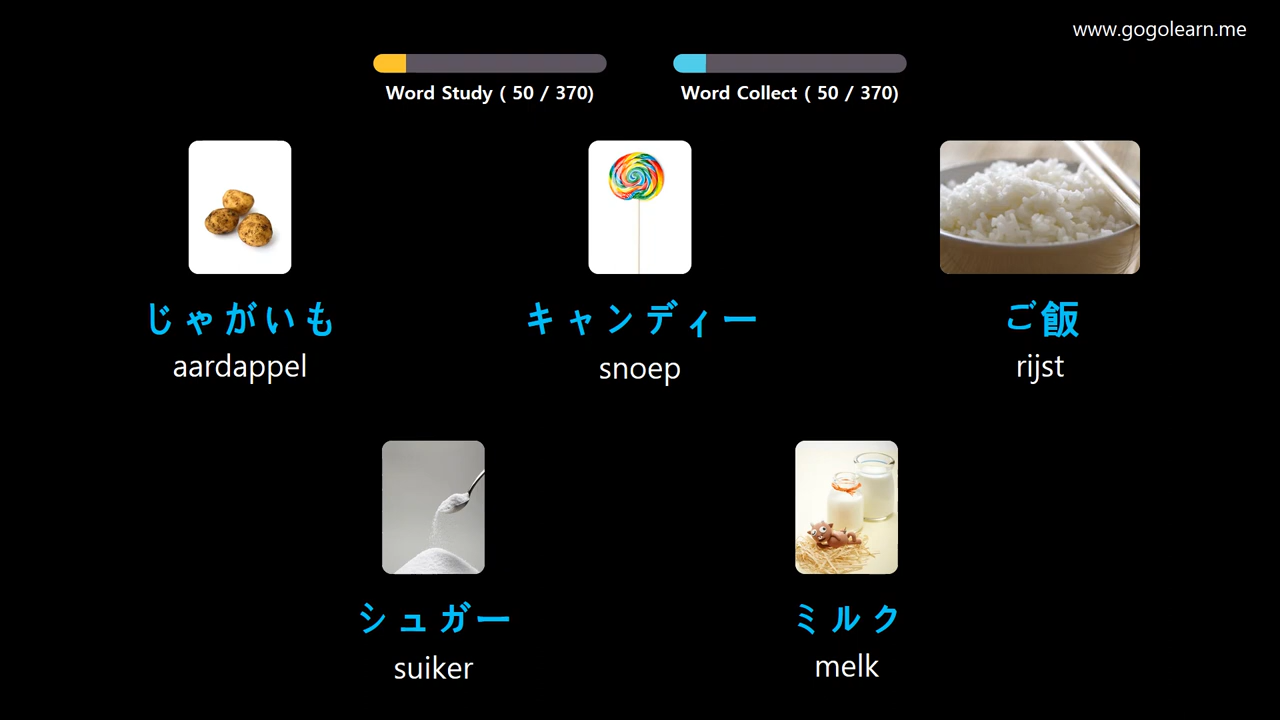 www.gogolearn.me
Word Study ( 50 / 370)
Word Collect ( 50 / 370)
じゃがいも
aardappel
キャンディー
snoep
ご飯
rijst
シュガー
suiker
ミルク
melk